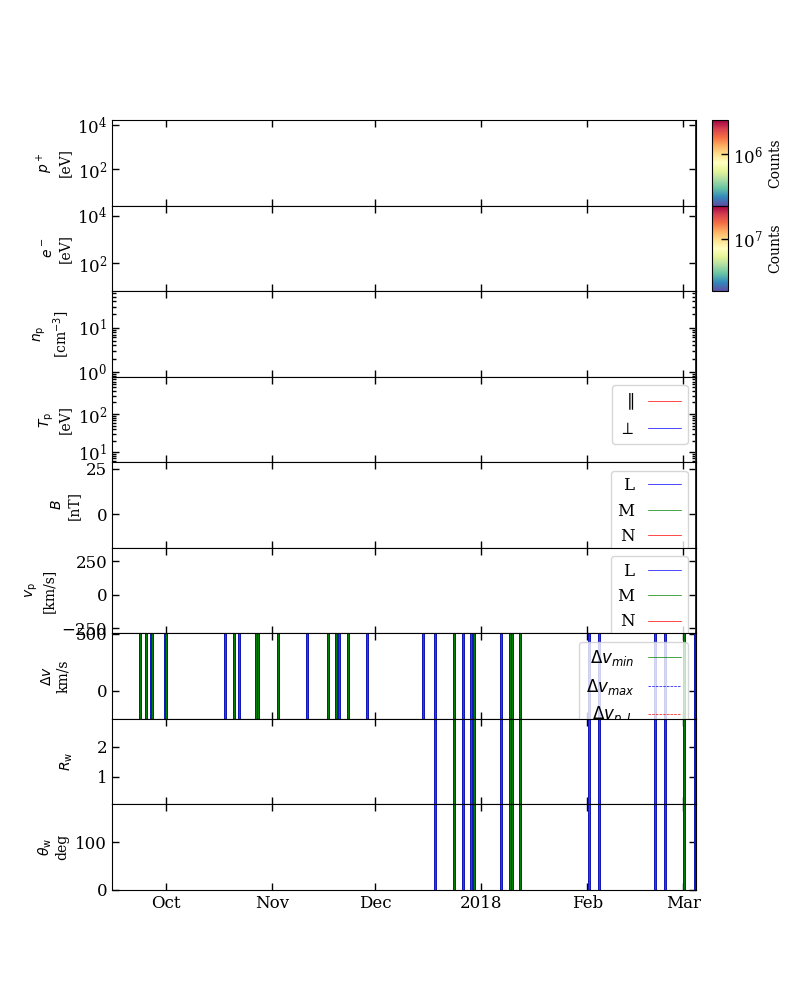 10^4
10^2
p^+
[eV]
10^6
Counts
10^4
10^2
e^-
[eV]
10^7
Counts
10^1
10^0
n_p
[cm^-3]
10^2
10^1
T_p
[eV]
∥
⊥
25
0
B
[nT]
L
M
N
250
0
−250
v_p
[km/s]
L
M
N
500
0
Δv
km/s
Δv_min
Δv_max
Δv_p,L
2
1
R_w
100
0
θ_w
deg
Oct Nov Dec 2018 Feb Mar